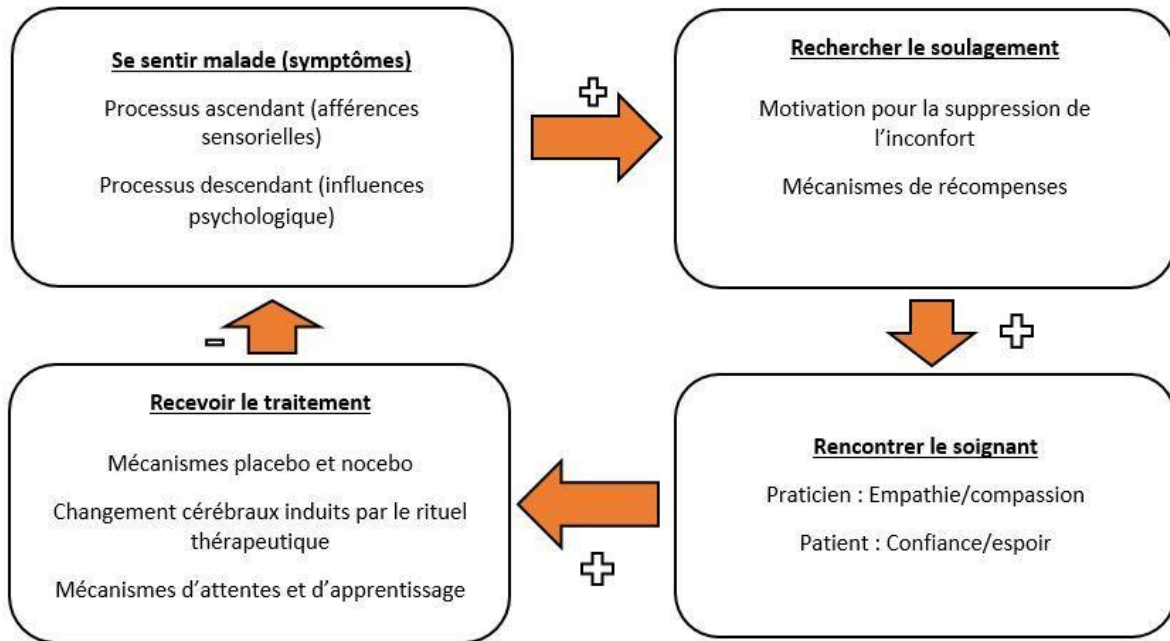 Se sentir malade (symptômes)
Processus ascendant (afférences
sensorielles)
Processus descendant (influences
psychologique)
+
Rechercher le soulagement
Motivation pour la suppression de
l’inconfort
Mécanismes de récompenses
+
Rencontrer le soignant
Praticien : Empathie/compassion
Patient : Confiance/espoir
+
Recevoir le traitement
Mécanismes placebo et nocebo
Changement cérébraux induits par le rituel
thérapeutique
Mécanismes d’attentes et d’apprentissage
-